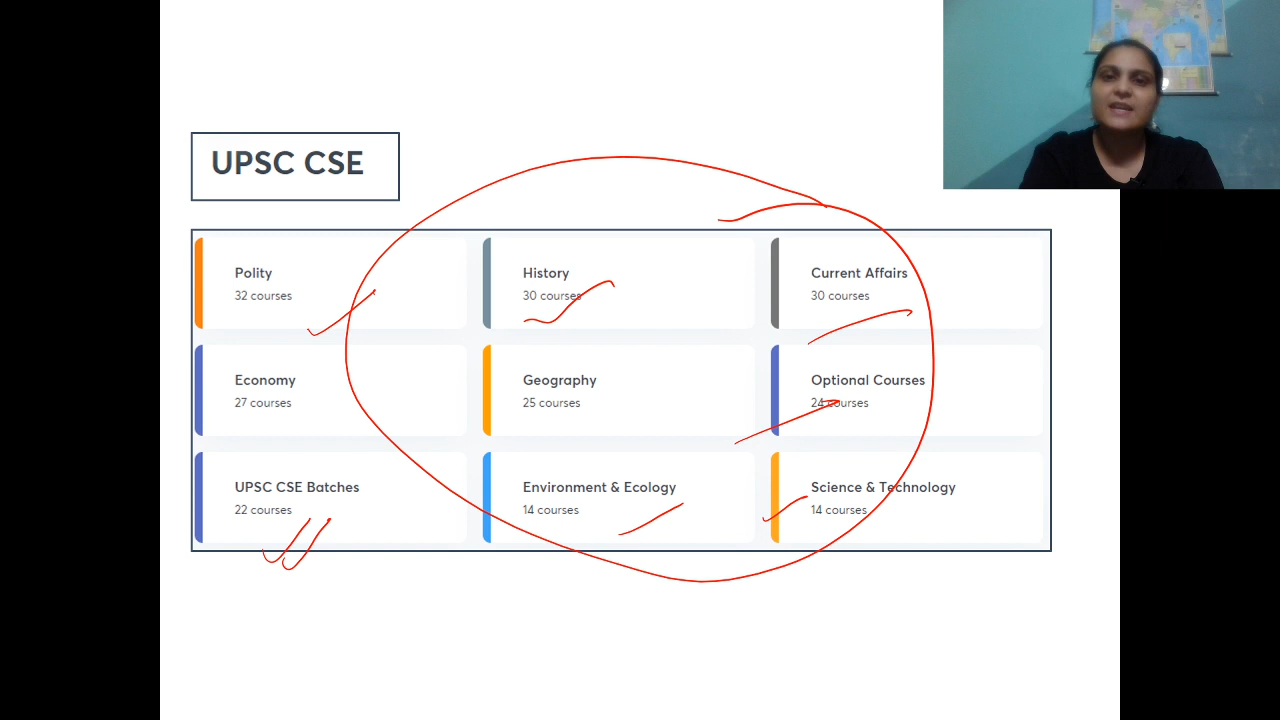 UPSC CSE
Polity
32 courses
History
30 courses
Current Affairs
30 courses
Economy
27 courses
Geography
25 courses
Optional Courses
24 courses
UPSC CSE Batches
22 courses
Environment & Ecology
14 courses
Science & Technology
14 courses